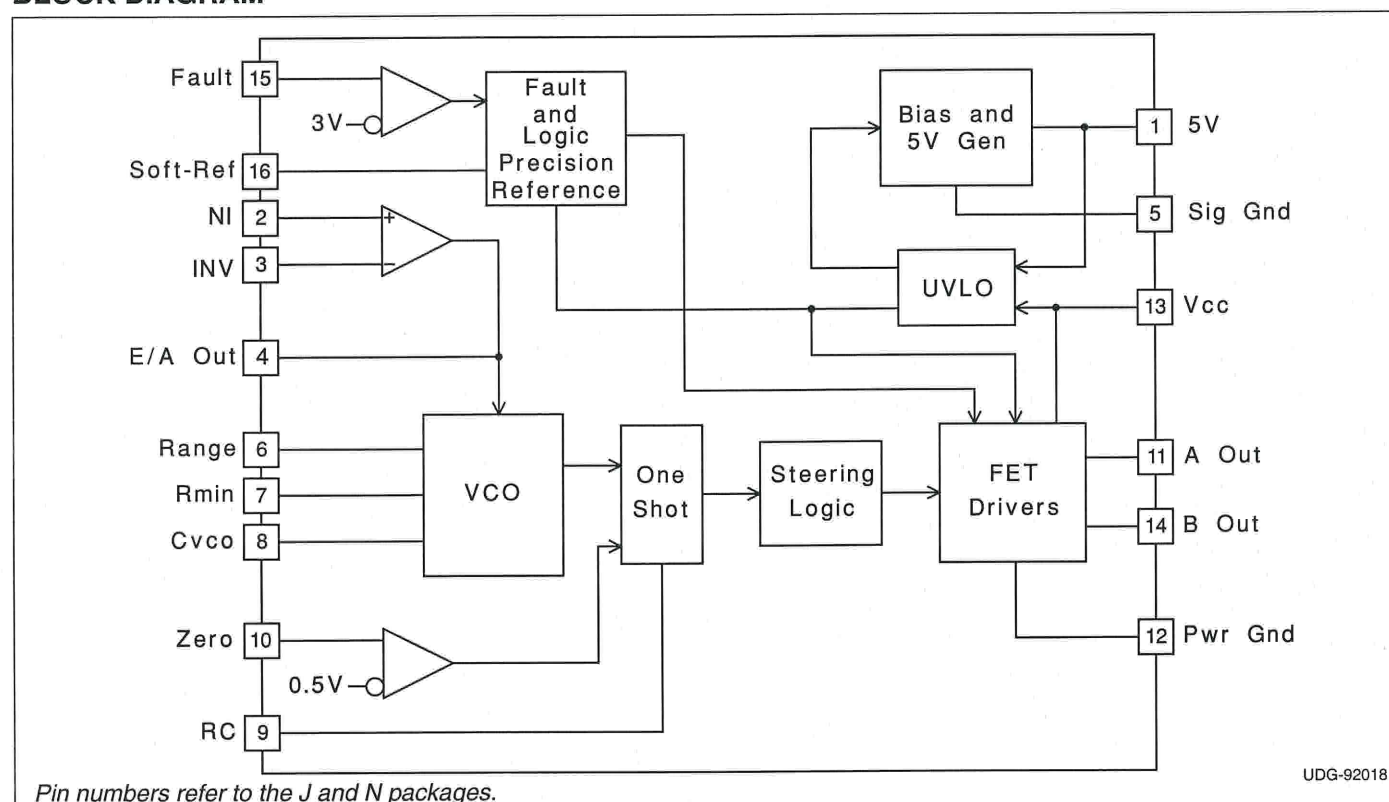 Fault 15
3V
Fault
and
Logic
Precision
Reference
Soft-Ref 16
NI 2
+
INV 3
−
E/A Out 4
Bias and
5V Gen
1 5V
5 Sig Gnd
UVLO
13 Vcc
Range 6
Rmin 7
Cvco 8
VCO
One
Shot
Steering
Logic
FET
Drivers
11 A Out
14 B Out
12 Pwr Gnd
Zero 10
0.5V
RC 9
UDG-92018
Pin numbers refer to the J and N packages.